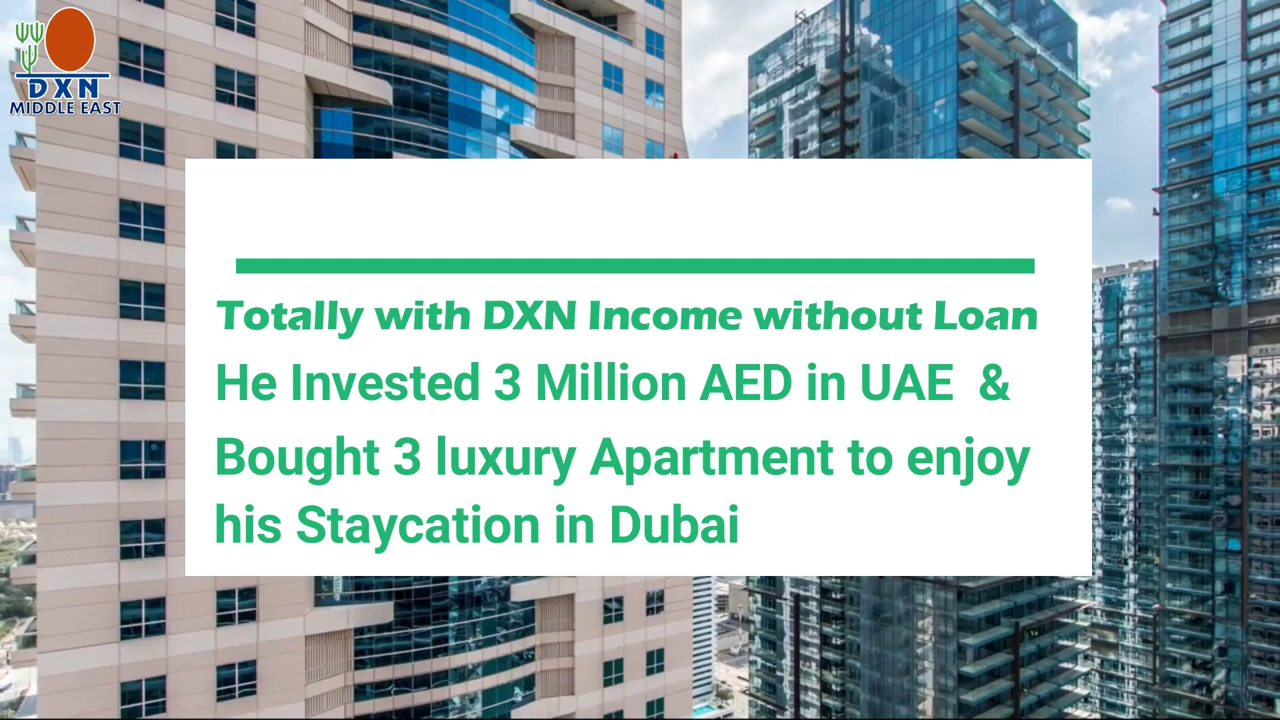 DXN
MIDDLE EAST
Totally with DXN Income without Loan
He Invested 3 Million AED in UAE &
Bought 3 luxury Apartment to enjoy
his Staycation in Dubai